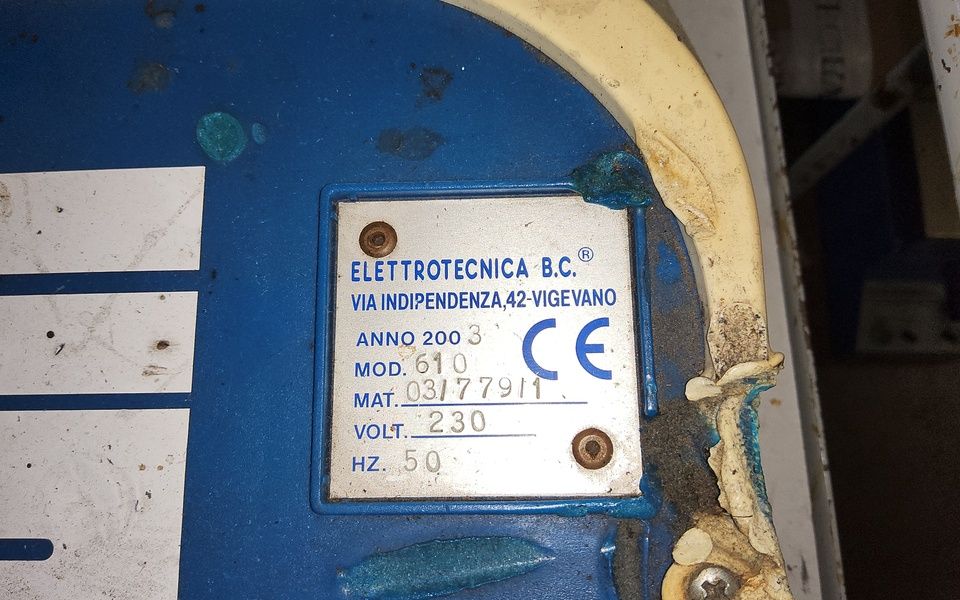 ELETTROTECNICA B.C.®
VIA INDIPENDENZA,42-VIGEVANO
ANNO 2003
MOD. 610
MAT. 03/779/1
VOLT. 230
HZ. 50
CE